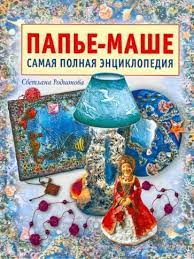 ПАПЬЕ-МАШЕ
САМАЯ ПОЛНАЯ ЭНЦИКЛОПЕДИЯ
Светлана Родионова